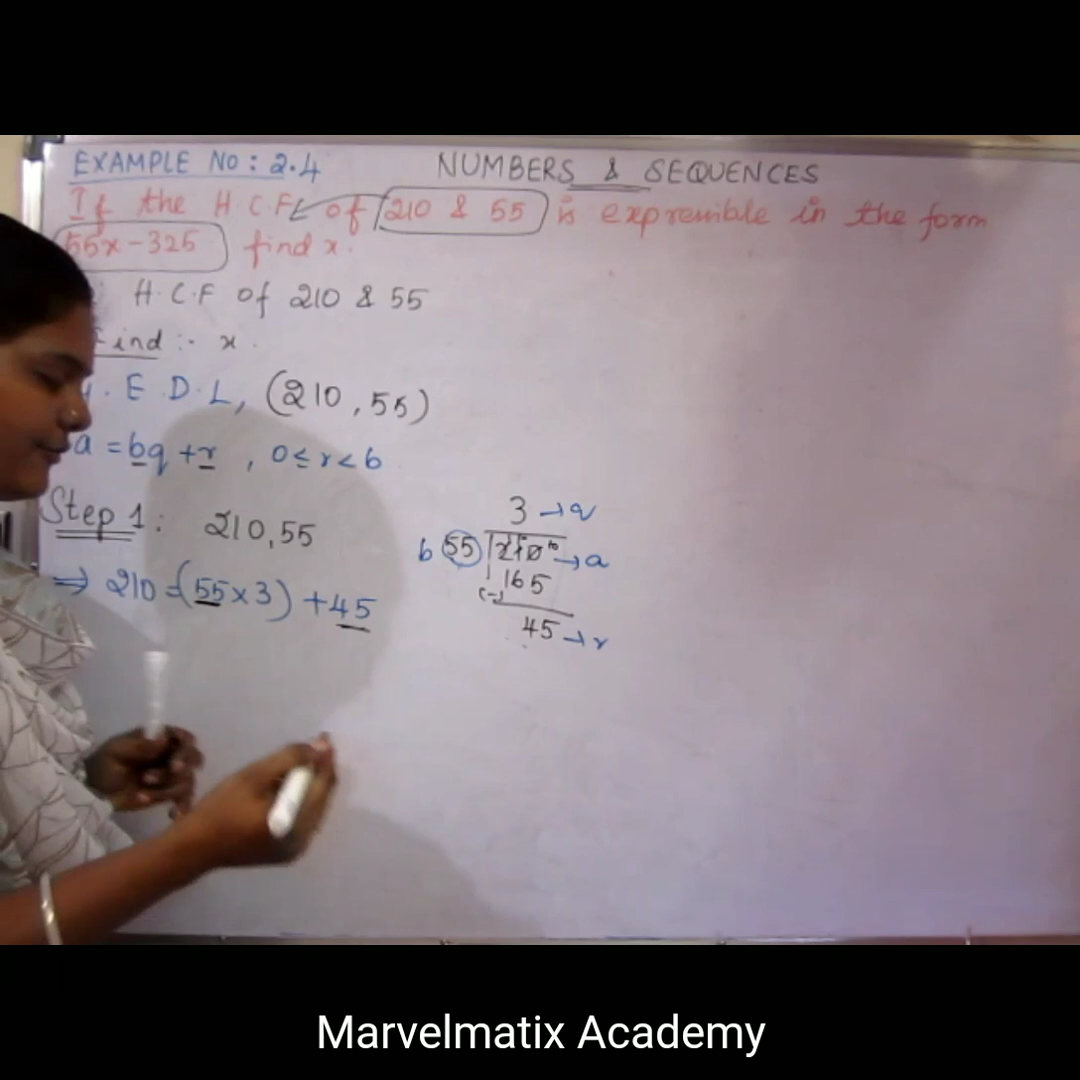 EXAMPLE NO : 2.4
NUMBERS & SEQUENCES
If the H.C.F of 210 & 55 is expressible in the form
55x - 325 find x.
: H.C.F of 210 & 55
Find :- x.
. E.D.L, (210, 55)
a = bq + r, 0 ≤ r < b
Step 1: 210, 55
⇒ 210 = (55 × 3) + 45
3 → q
b 55 210 → a
165
(-)
45 → r
Marvelmatix Academy